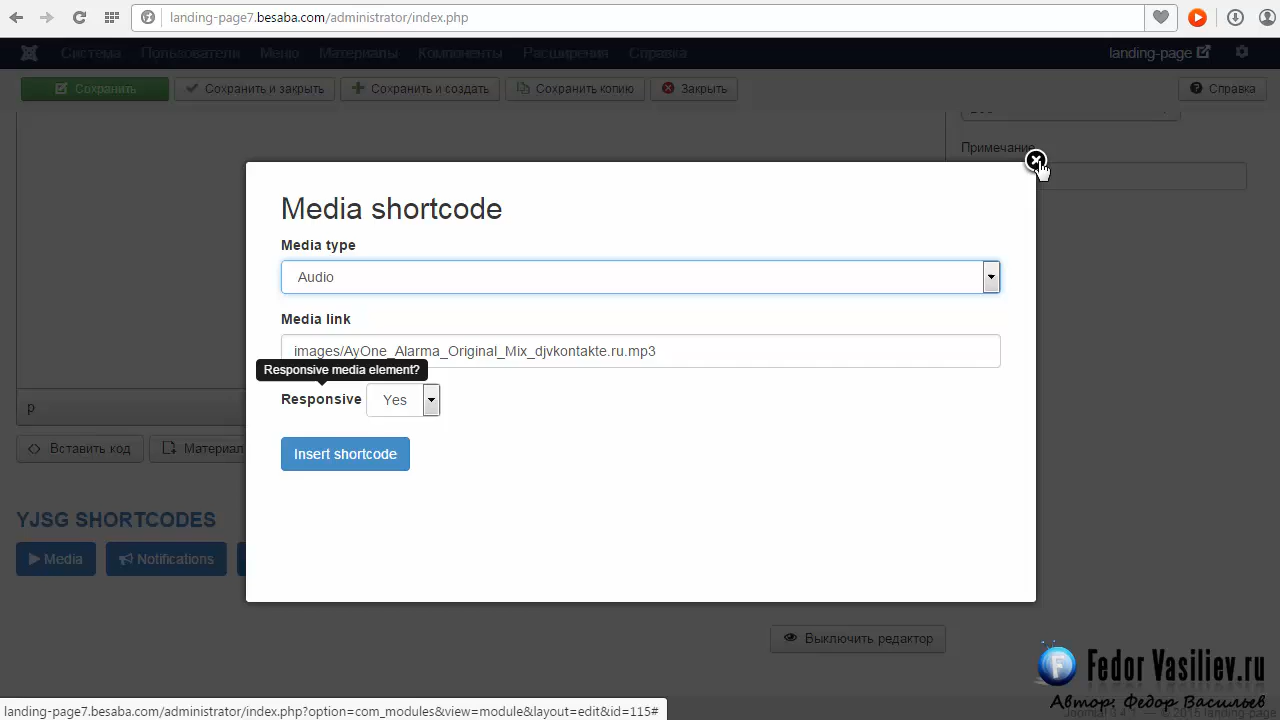 landing-page7.besaba.com/administrator/index.php
Система Пользователи Меню Материалы Компоненты Расширения Справка landing-page
Сохранить Сохранить и закрыть Сохранить и создать Сохранить копию Закрыть Справка
Примечание
Media shortcode
Media type
Audio
Media link
images/AyOne_Alarma_Original_Mix_djvkontakte.ru.mp3
Responsive media element?
Responsive Yes
p
Вставить код Материал
Insert shortcode
YJSG SHORTCODES
Media Notifications
Выключить редактор
Fedor Vasiliev.ru
Автор: Федор Васильев
landing-page7.besaba.com/administrator/index.php?option=com_modules&view=module&layout=edit&id=115#